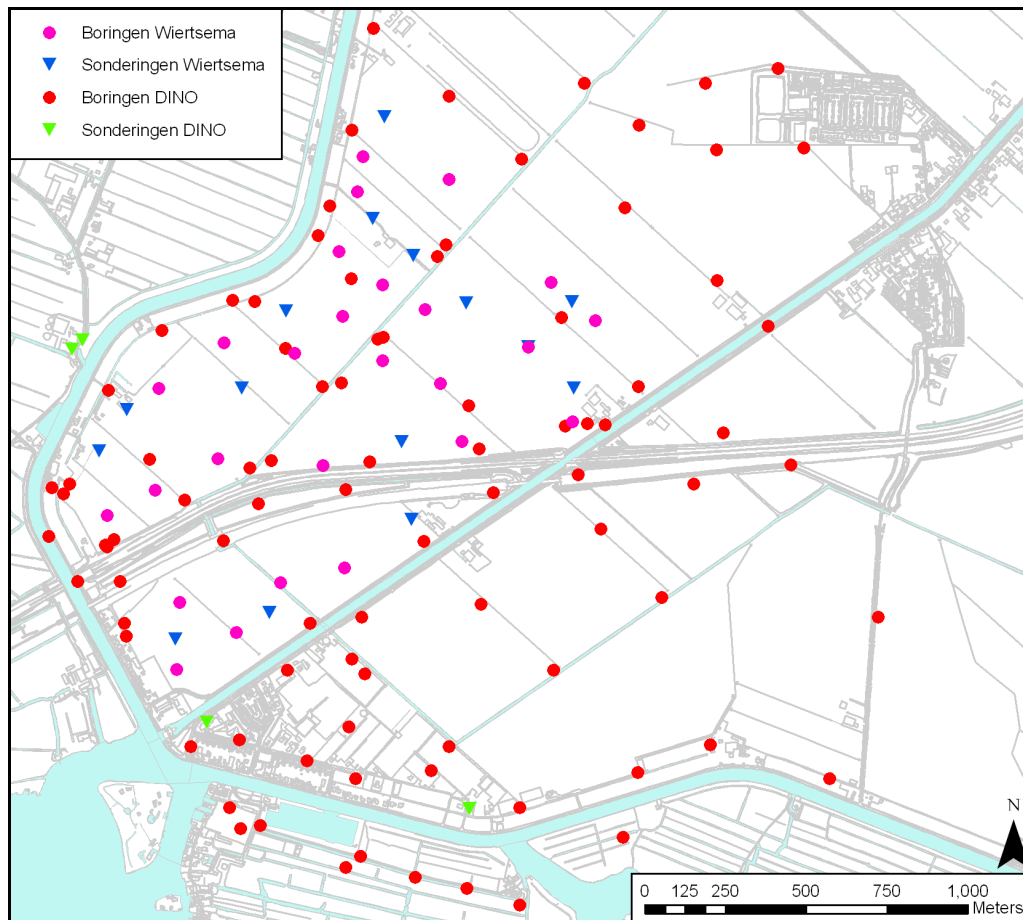 Boringen Wiertsema
Sonderingen Wiertsema
Boringen DINO
Sonderingen DINO
N
0 125 250 500 750 1,000
Meters